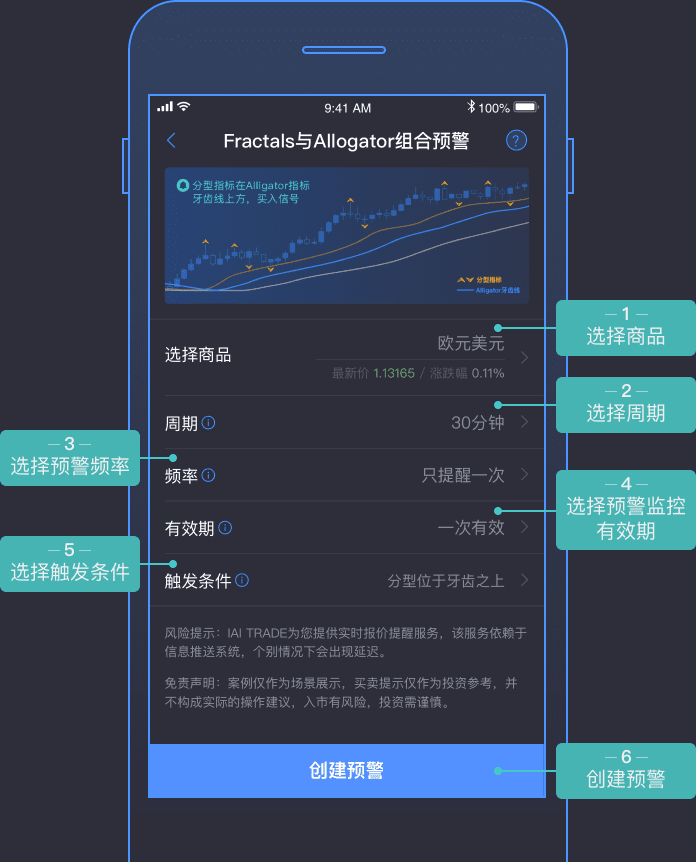 9:41 AM
100%
Fractals与Allogator组合预警
?
分型指标在Alligator指标
牙齿线上方，买入信号
分型指标
Alligator牙齿线
1
选择商品
选择商品
欧元美元
最新价 1.13165 / 涨跌幅 0.11%
2
选择周期
周期
30分钟
3
选择预警频率
频率
只提醒一次
4
选择预警监控
有效期
有效期
一次有效
5
选择触发条件
触发条件
分型位于牙齿之上
风险提示：IAI TRADE为您提供实时报价提醒服务，该服务依赖于
信息推送系统，个别情况下会出现延迟。
免责声明：案例仅作为场景展示，买卖提示仅作为投资参考，并
不构成实际的操作建议，入市有风险，投资需谨慎。
创建预警
6
创建预警